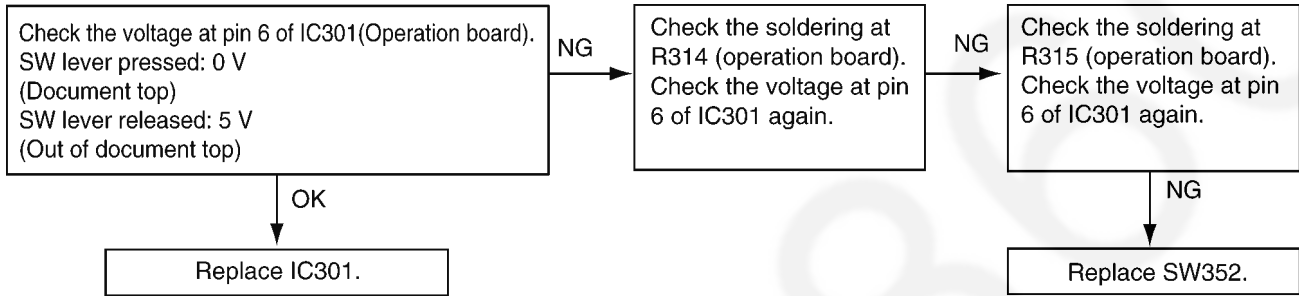 Check the voltage at pin 6 of IC301(Operation board).
SW lever pressed: 0 V
(Document top)
SW lever released: 5 V
(Out of document top)
NG
Check the soldering at
R314 (operation board).
Check the voltage at pin
6 of IC301 again.
NG
Check the soldering at
R315 (operation board).
Check the voltage at pin
6 of IC301 again.
OK
NG
Replace IC301.
Replace SW352.